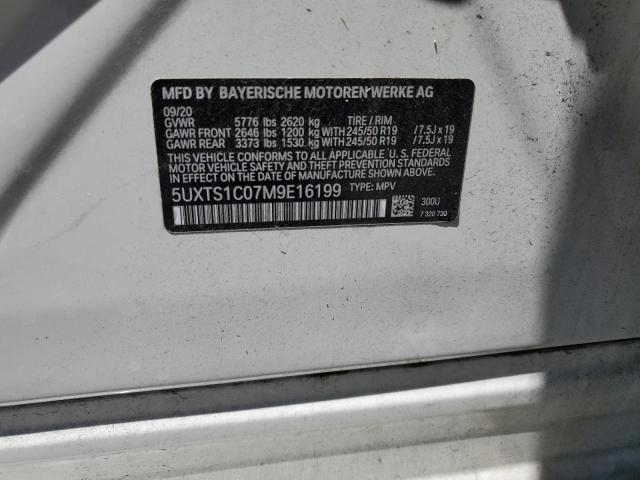 MFD BY BAYERISCHE MOTOREN WERKE AG
09/20
GVWR 5776 lbs 2620 kg TIRE / RIM
GAWR FRONT 2646 lbs 1200 kg WITH 245/50 R19 /7.5J x 19
GAWR REAR 3373 lbs 1530 kg WITH 245/50 R19 /7.5J x 19
THIS VEHICLE CONFORMS TO ALL APPLICABLE U. S. FEDERAL
MOTOR VEHICLE SAFETY, BUMPER, AND THEFT PREVENTION
STANDARDS IN EFFECT ON THE DATE OF
MANUFACTURE SHOWN ABOVE.
5UXTS1C07M9E16199 TYPE: MPV
300U
7 320 730